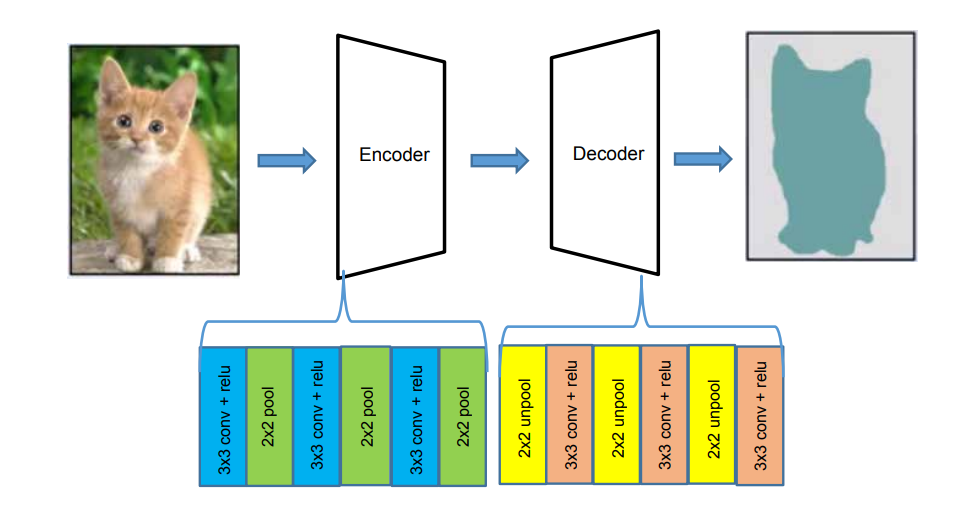 Encoder
Decoder
3x3 conv + relu
2x2 pool
3x3 conv + relu
2x2 pool
3x3 conv + relu
2x2 pool
2x2 unpool
3x3 conv + relu
2x2 unpool
3x3 conv + relu
2x2 unpool
3x3 conv + relu